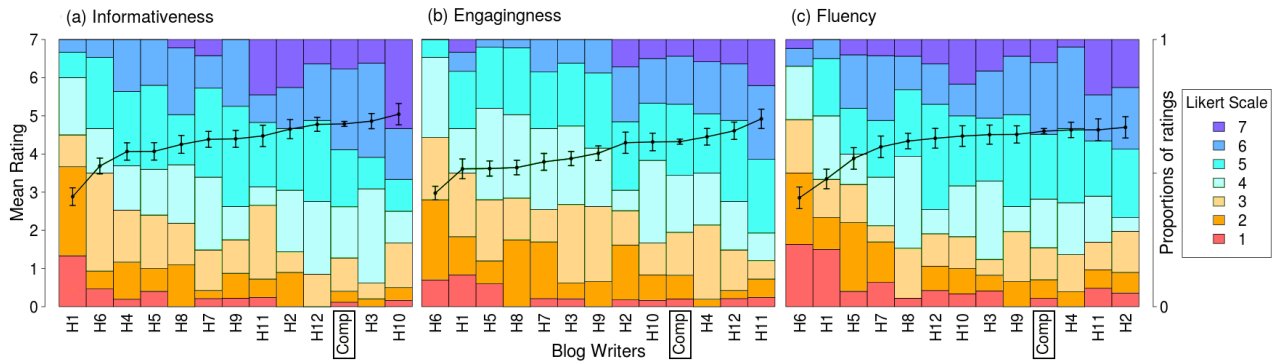 (a) Informativeness
(b) Engagingness
(c) Fluency
Mean Rating
7
6
5
4
3
2
1
0
H1 H6 H4 H5 H8 H7 H9 H11 H2 H12 Comp H3 H10
H6 H1 H5 H8 H7 H3 H9 H2 H10 Comp H4 H12 H11
H6 H1 H5 H7 H8 H12 H10 H3 H9 Comp H4 H11 H2
Blog Writers
1
0
Proportions of ratings
Likert Scale
7
6
5
4
3
2
1